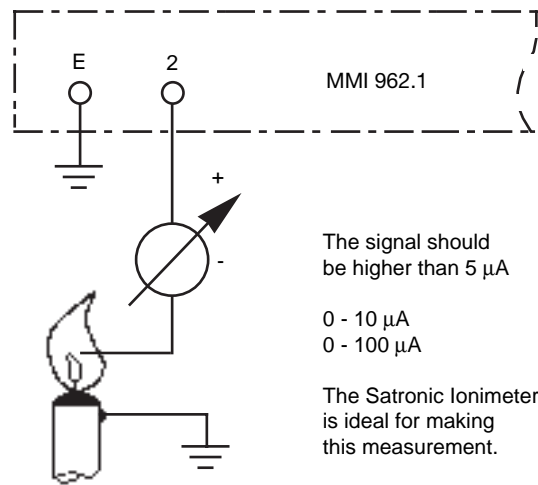 E
2
MMI 962.1
+
-
The signal should
be higher than 5 μA
0 - 10 μA
0 - 100 μA
The Satronic Ionimeter
is ideal for making
this measurement.